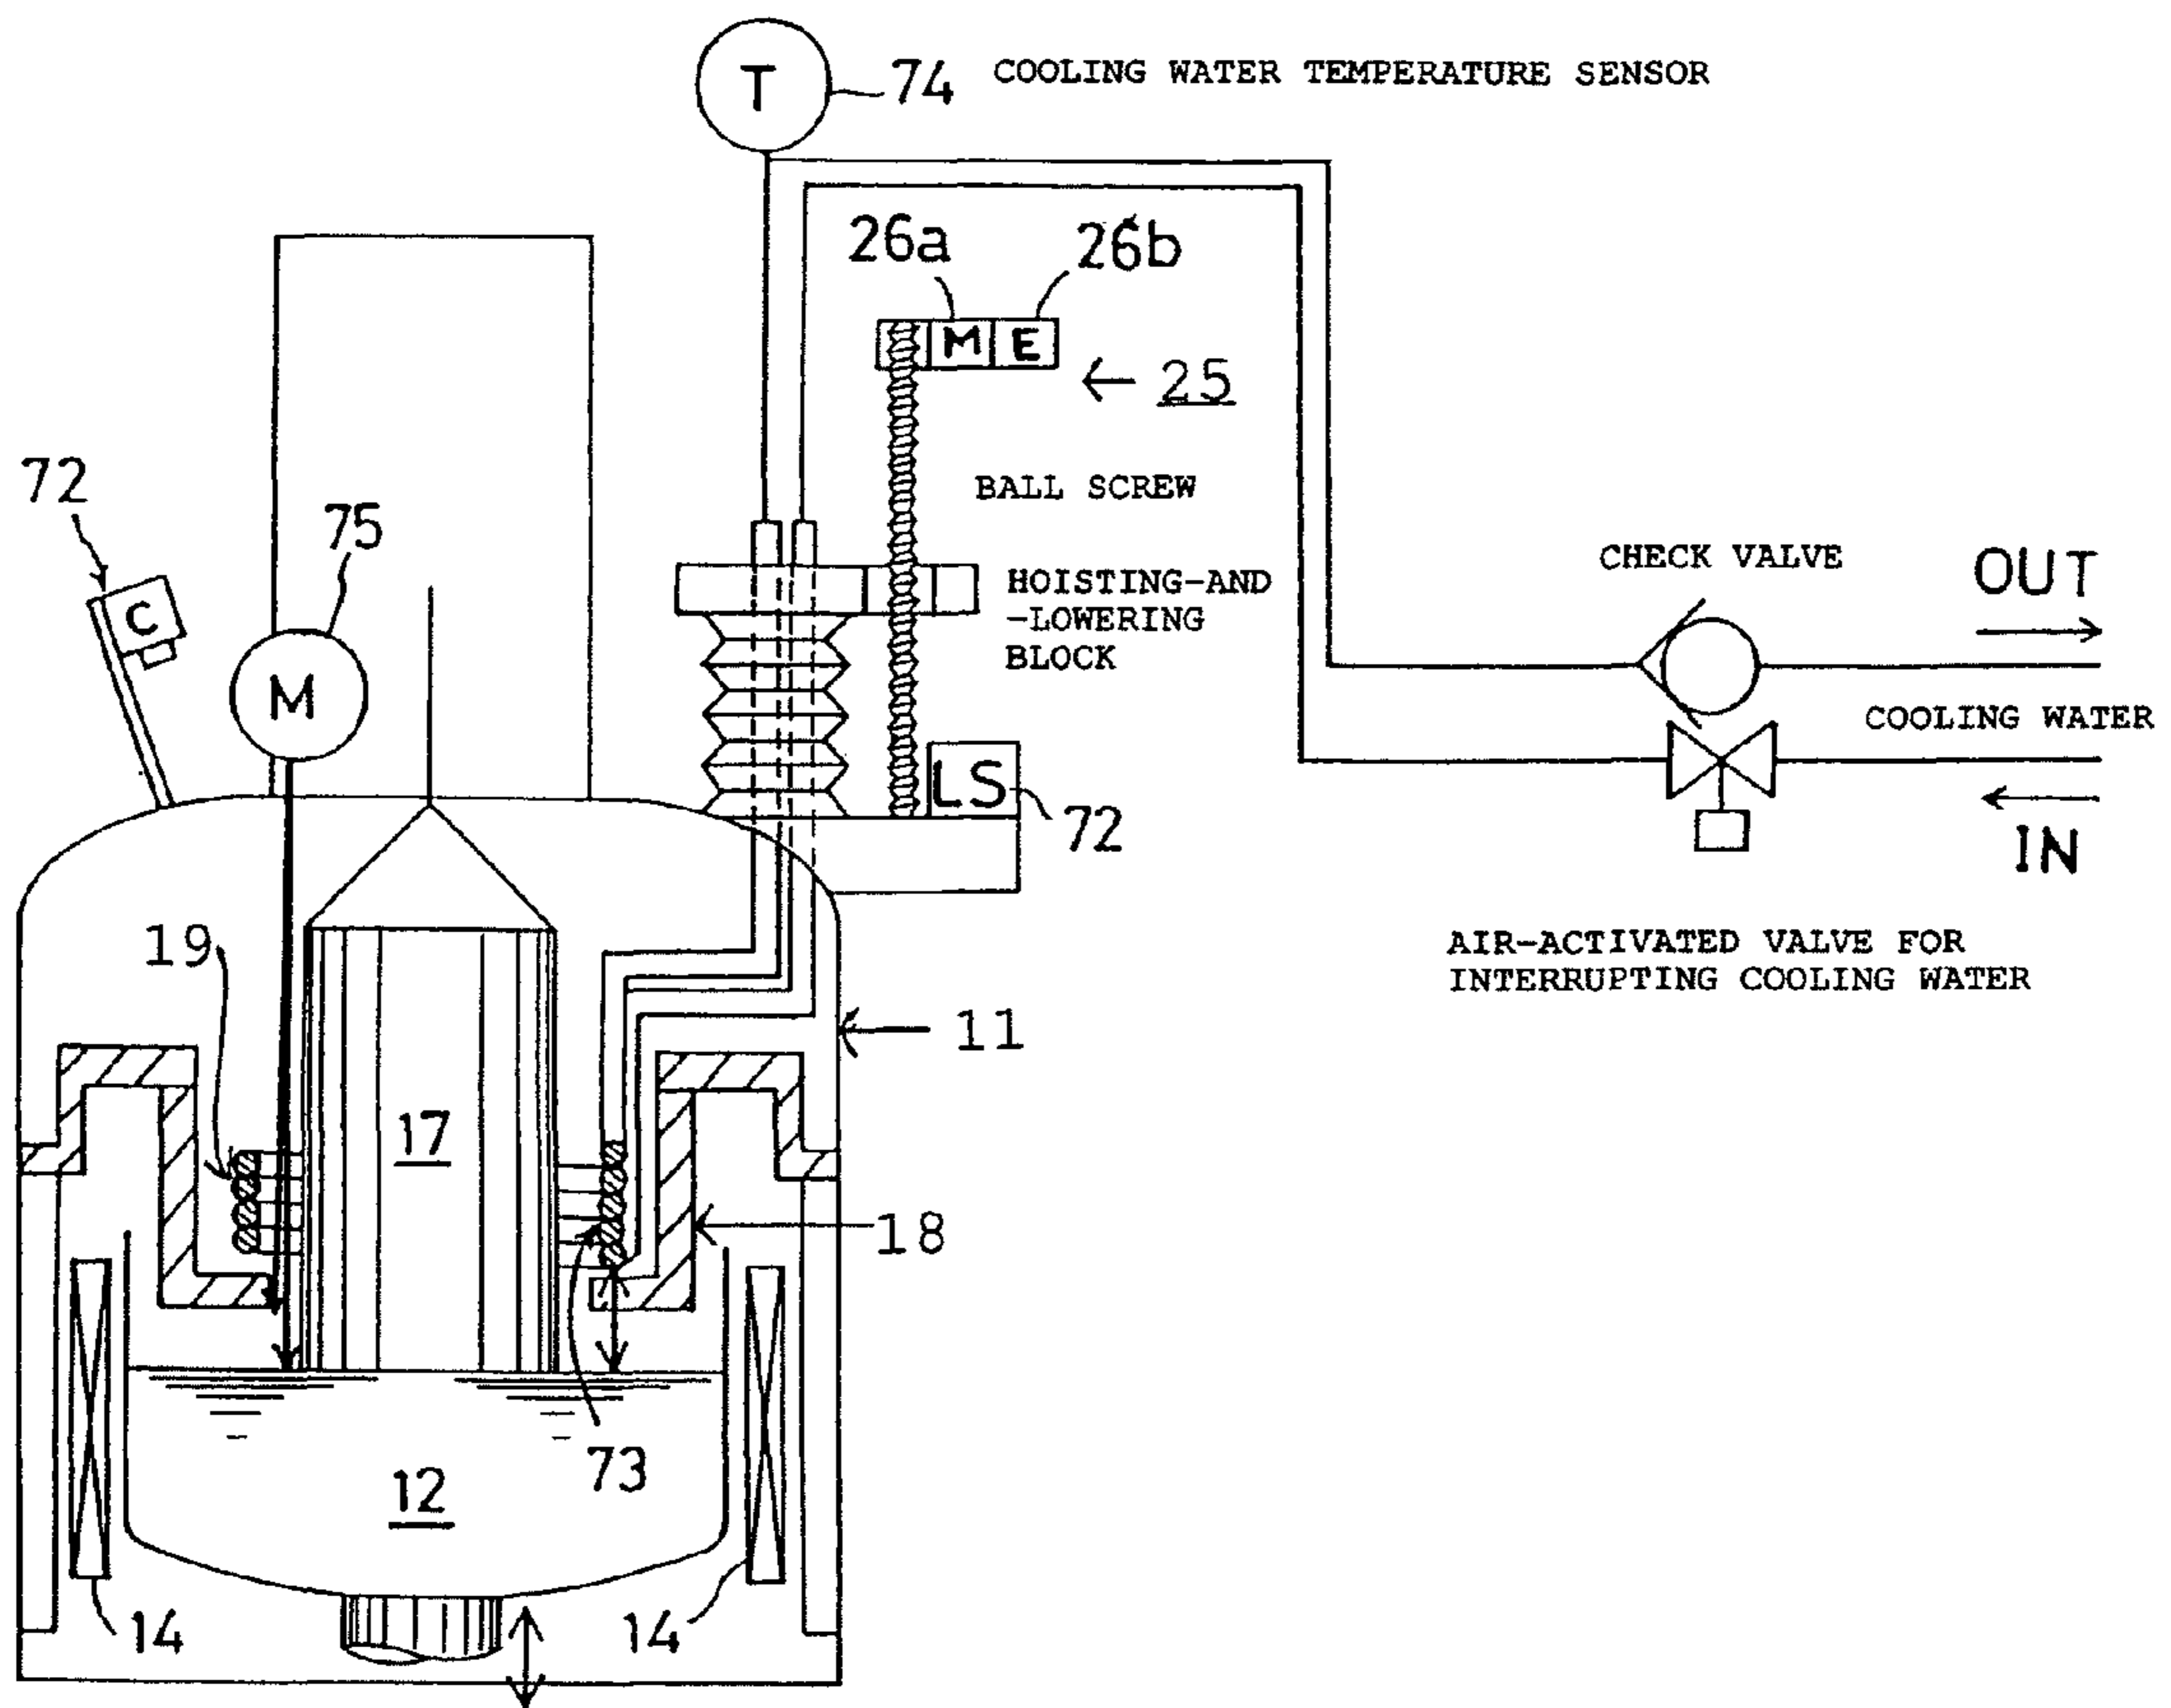 T
74 COOLING WATER TEMPERATURE SENSOR
26a
26b
M E
25
72
75
BALL SCREW
C
CHECK VALVE
OUT
HOISTING-AND
-LOWERING
BLOCK
M
COOLING WATER
LS
72
IN
19
AIR-ACTIVATED VALVE FOR
INTERRUPTING COOLING WATER
11
17
18
73
12
14
14